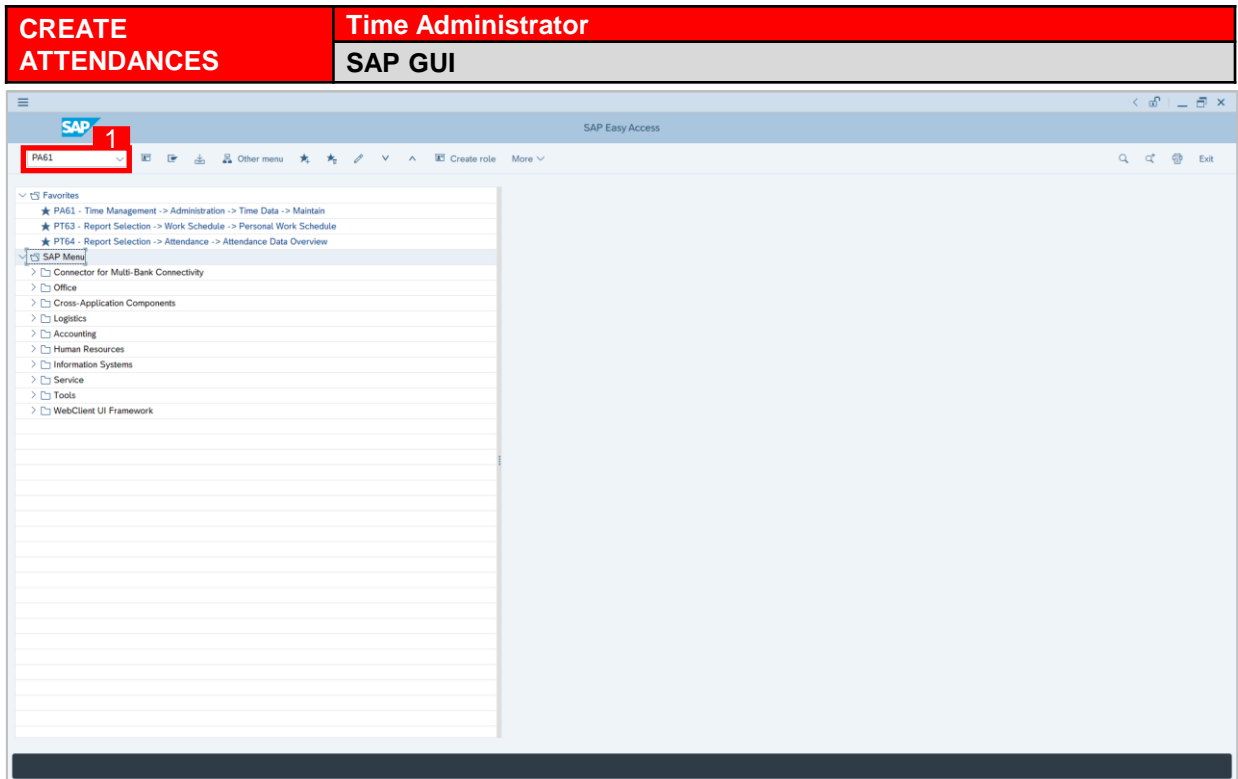 CREATE
ATTENDANCES
Time Administrator
SAP GUI
SAP
SAP Easy Access
1
PA61
Other menu
Create role
More
Exit
Favorites
PA61 - Time Management -> Administration -> Time Data -> Maintain
PT63 - Report Selection -> Work Schedule -> Personal Work Schedule
PT64 - Report Selection -> Attendance -> Attendance Data Overview
SAP Menu
Connector for Multi-Bank Connectivity
Office
Cross-Application Components
Logistics
Accounting
Human Resources
Information Systems
Service
Tools
WebClient UI Framework